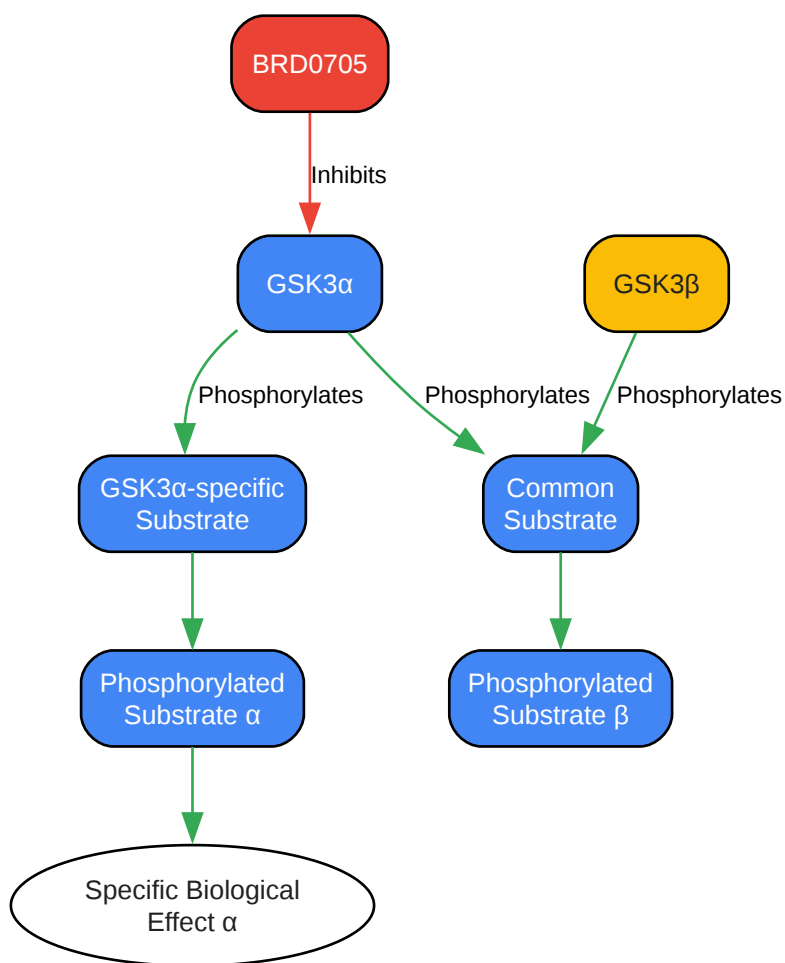 BRD0705
Inhibits
GSK3α
GSK3β
Phosphorylates
Phosphorylates
Phosphorylates
GSK3α-specific
Substrate
Common
Substrate
Phosphorylated
Substrate α
Phosphorylated
Substrate β
Specific Biological
Effect α